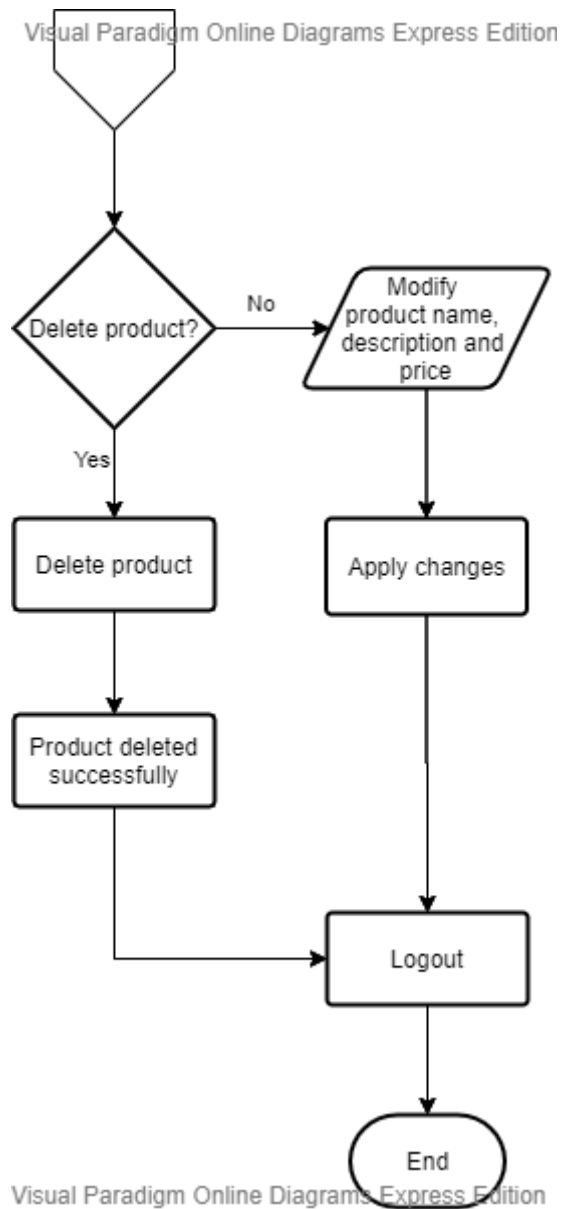 Visual Paradigm Online Diagrams Express Edition
Delete product?
No
Modify
product name,
description and
price
Yes
Delete product
Apply changes
Product deleted
successfully
Logout
End
Visual Paradigm Online Diagrams Express Edition